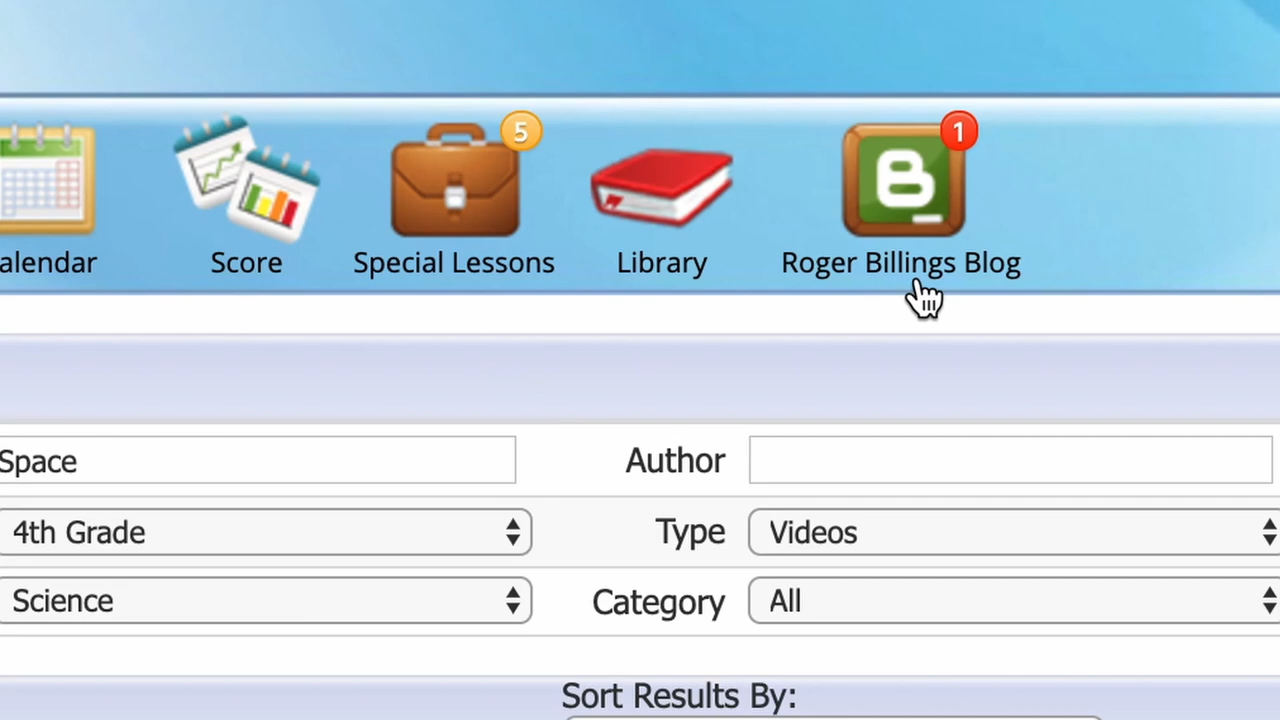 5
1
alendar
Score
Special Lessons
Library
Roger Billings Blog
Space
Author
4th Grade
Type
Videos
Science
Category
All
Sort Results By: